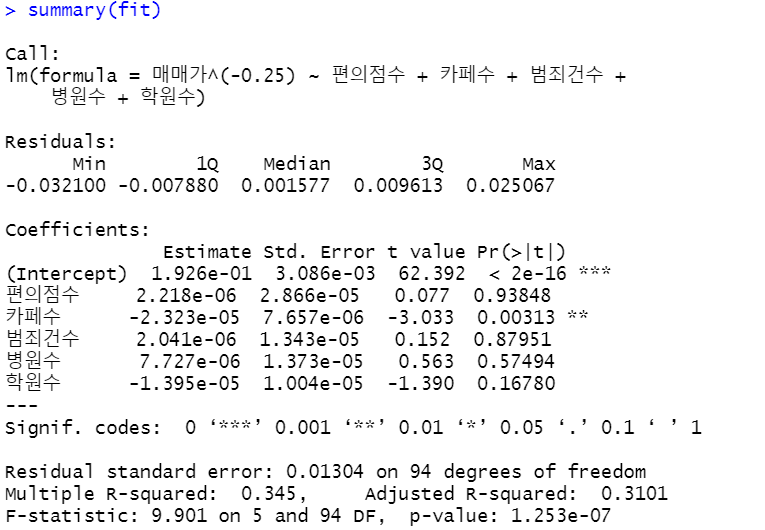 > summary(fit)
Call:
lm(formula = 매매가^(-0.25) ~ 편의점수 + 카페수 + 범죄건수 +
병원수 + 학원수)
Residuals:
Min 1Q Median 3Q Max
-0.032100 -0.007880 0.001577 0.009613 0.025067
Coefficients:
Estimate Std. Error t value Pr(>|t|)
(Intercept) 1.926e-01 3.086e-03 62.392 < 2e-16 ***
편의점수 2.218e-06 2.866e-05 0.077 0.93848
카페수 -2.323e-05 7.657e-06 -3.033 0.00313 **
범죄건수 2.041e-06 1.343e-05 0.152 0.87951
병원수 7.727e-06 1.373e-05 0.563 0.57494
학원수 -1.395e-05 1.004e-05 -1.390 0.16780
---
Signif. codes: 0 ‘***’ 0.001 ‘**’ 0.01 ‘*’ 0.05 ‘.’ 0.1 ‘ ’ 1
Residual standard error: 0.01304 on 94 degrees of freedom
Multiple R-squared: 0.345, Adjusted R-squared: 0.3101
F-statistic: 9.901 on 5 and 94 DF, p-value: 1.253e-07